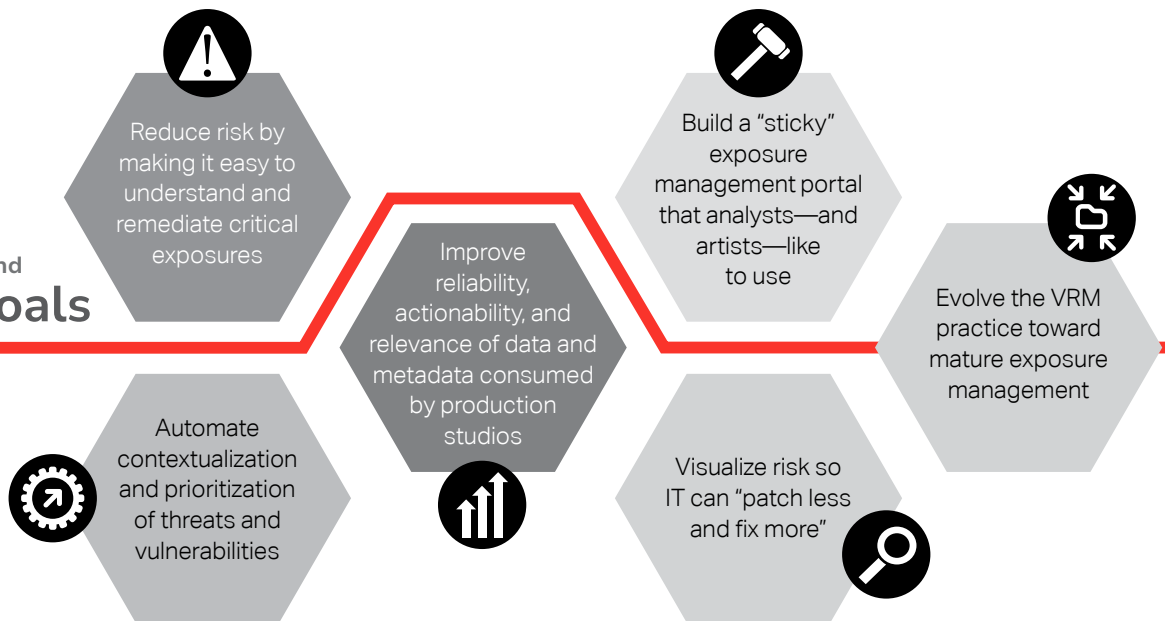 Reduce risk by
making it easy to
understand and
remediate critical
exposures
Automate
contextualization
and prioritization
of threats and
vulnerabilities
Improve
reliability,
actionability, and
relevance of data and
metadata consumed
by production
studios
Build a “sticky”
exposure
management portal
that analysts—and
artists—like
to use
Visualize risk so
IT can “patch less
and fix more”
Evolve the VRM
practice toward
mature exposure
management